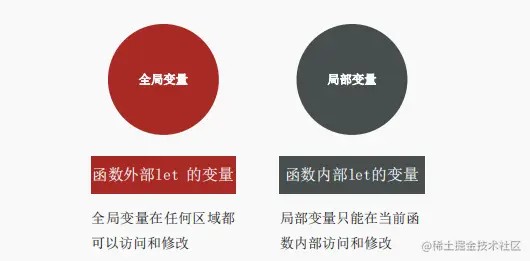 全局变量
局部变量
函数外部let 的变量
函数内部let的变量
全局变量在任何区域都
可以访问和修改
局部变量只能在当前函
数内部访问和修改
@稀土掘金技术社区